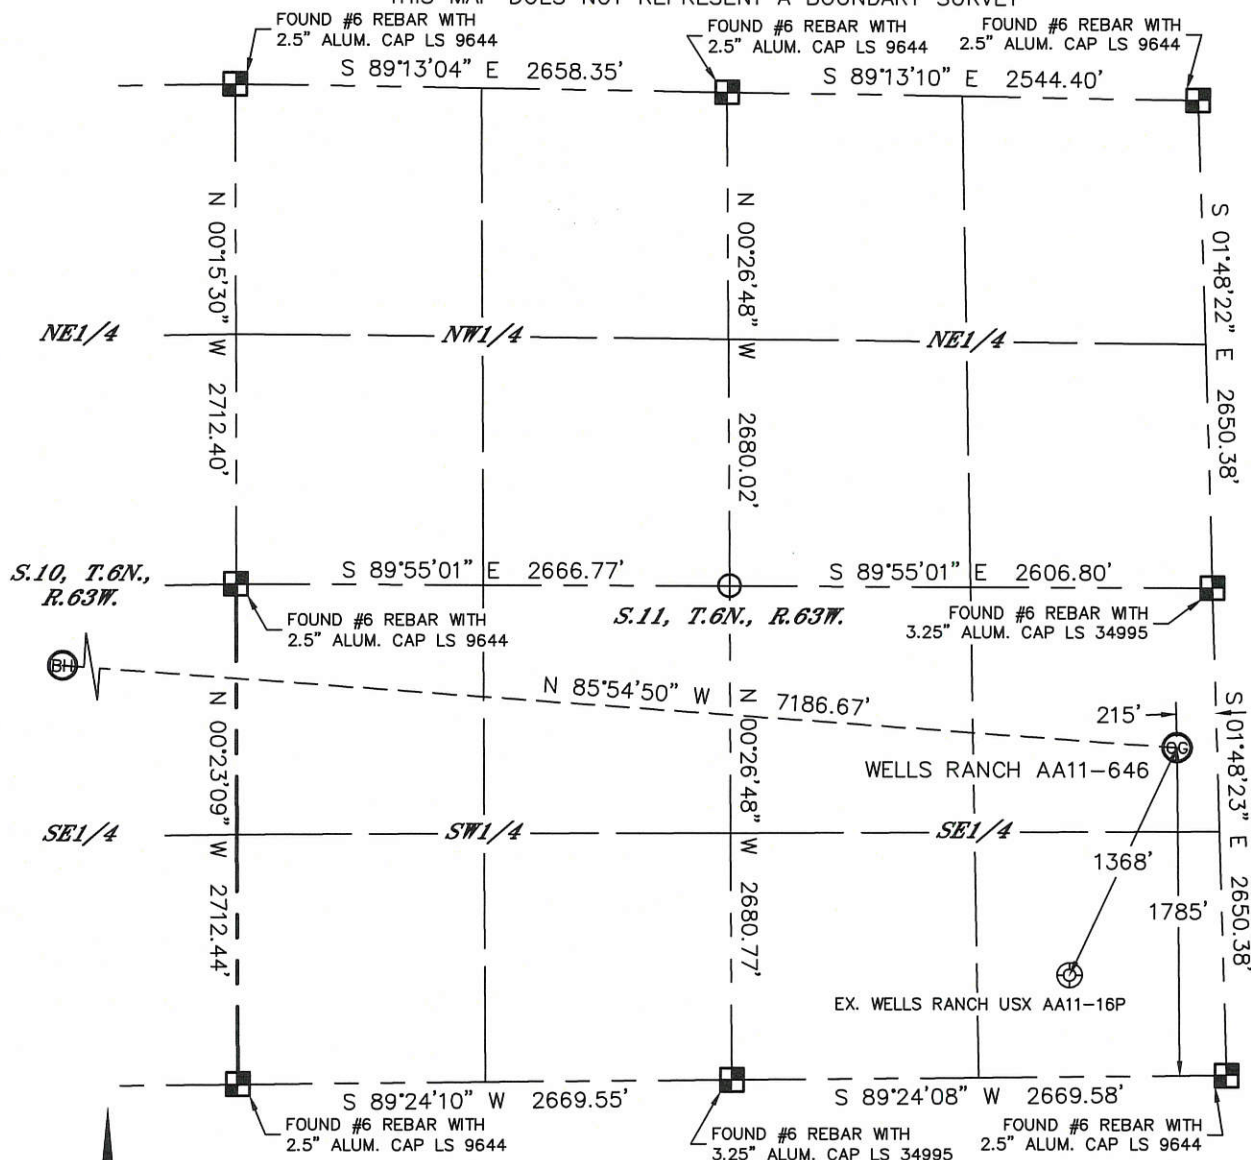 THIS MAP DOES NOT REPRESENT A BOUNDARY SURVEY
FOUND #6 REBAR WITH
2.5" ALUM. CAP LS 9644
FOUND #6 REBAR WITH
2.5" ALUM. CAP LS 9644
FOUND #6 REBAR WITH
2.5" ALUM. CAP LS 9644
S 89°13'04" E 2658.35'
S 89°13'10" E 2544.40'
N 00°15'30" W 2712.40'
N 00°26'48" W 2680.02'
S 01°48'22" E 2650.38'
NE1/4
NW1/4
NE1/4
S.10, T.6N.,
R.63W.
S 89°55'01" E 2666.77'
S 89°55'01" E 2606.80'
FOUND #6 REBAR WITH
2.5" ALUM. CAP LS 9644
S.11, T.6N., R.63W.
FOUND #6 REBAR WITH
3.25" ALUM. CAP LS 34995
BH
N 85°54'50" W 7186.67'
215'
OG
WELLS RANCH AA11-646
N 00°23'09" W 2712.44'
N 00°26'48" W 2680.77'
S 01°48'23" E 2650.38'
SE1/4
SW1/4
SE1/4
1368'
1785'
EX. WELLS RANCH USX AA11-16P
S 89°24'10" W 2669.55'
S 89°24'08" W 2669.58'
FOUND #6 REBAR WITH
2.5" ALUM. CAP LS 9644
FOUND #6 REBAR WITH
3.25" ALUM. CAP LS 34995
FOUND #6 REBAR WITH
2.5" ALUM. CAP LS 9644